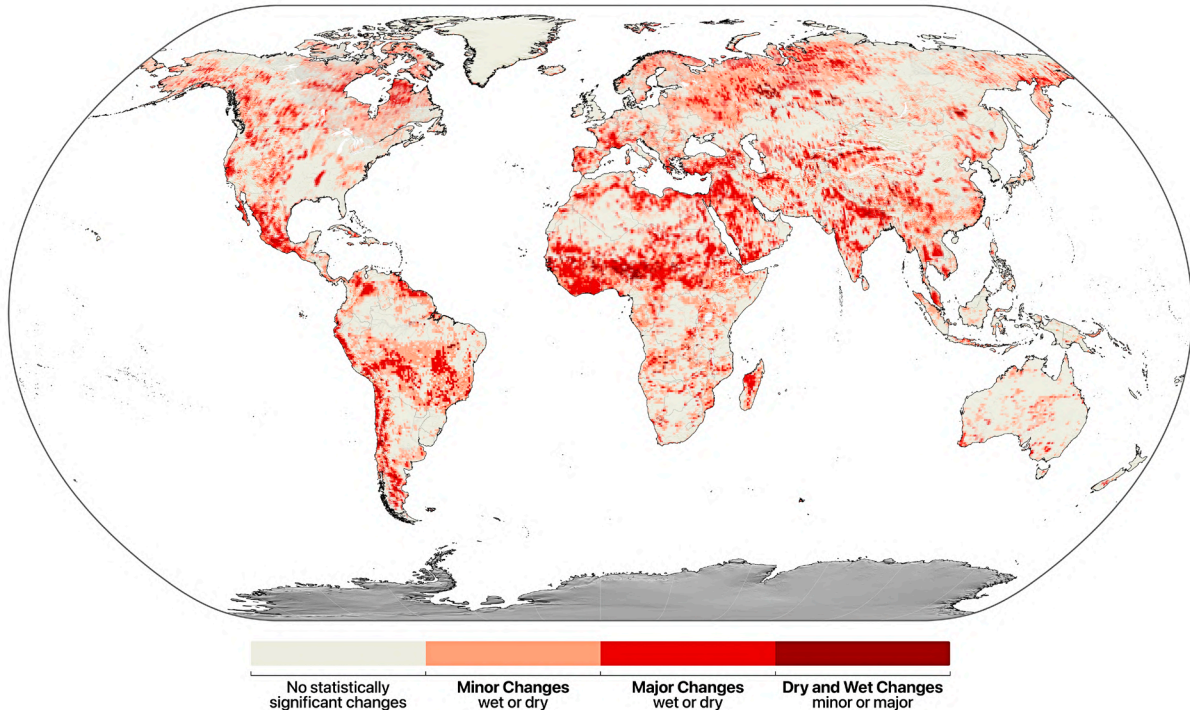 No statistically
significant changes
Minor Changes
wet or dry
Major Changes
wet or dry
Dry and Wet Changes
minor or major